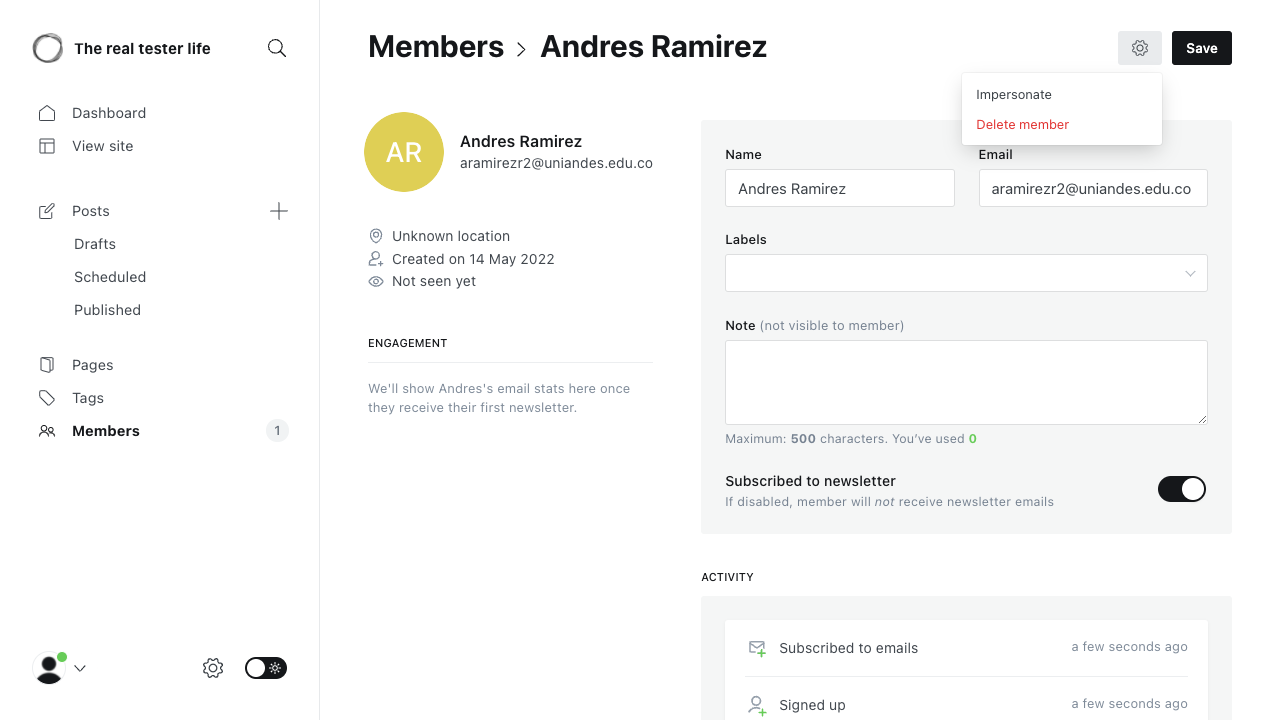 The real tester life
Dashboard
View site
Posts
Drafts
Scheduled
Published
Pages
Tags
Members 1
Members > Andres Ramirez
Save
Impersonate
Delete member
AR
Andres Ramirez
aramirezr2@uniandes.edu.co
Unknown location
Created on 14 May 2022
Not seen yet
ENGAGEMENT
We'll show Andres's email stats here once
they receive their first newsletter.
Name
Andres Ramirez
Email
aramirezr2@uniandes.edu.co
Labels
Note (not visible to member)
Maximum: 500 characters. You’ve used 0
Subscribed to newsletter
If disabled, member will not receive newsletter emails
ACTIVITY
Subscribed to emails a few seconds ago
Signed up a few seconds ago